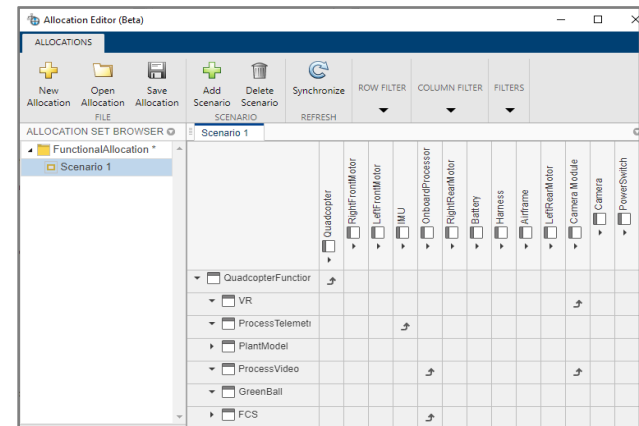 Allocation Editor (Beta)
ALLOCATIONS
New Allocation
Open Allocation
Save Allocation
Add Scenario
Delete Scenario
Synchronize
ROW FILTER
COLUMN FILTER
FILTERS
FILE
SCENARIO
REFRESH
ALLOCATION SET BROWSER
Scenario 1
FunctionalAllocation *
Scenario 1
Quadcopter
RightFrontMotor
LeftFrontMotor
IMU
OnboardProcessor
RightRearMotor
Battery
Harness
Airframe
LeftRearMotor
Camera Module
Camera
PowerSwitch
QuadcopterFunctior
VR
ProcessTelemetr
PlantModel
ProcessVideo
GreenBall
FCS